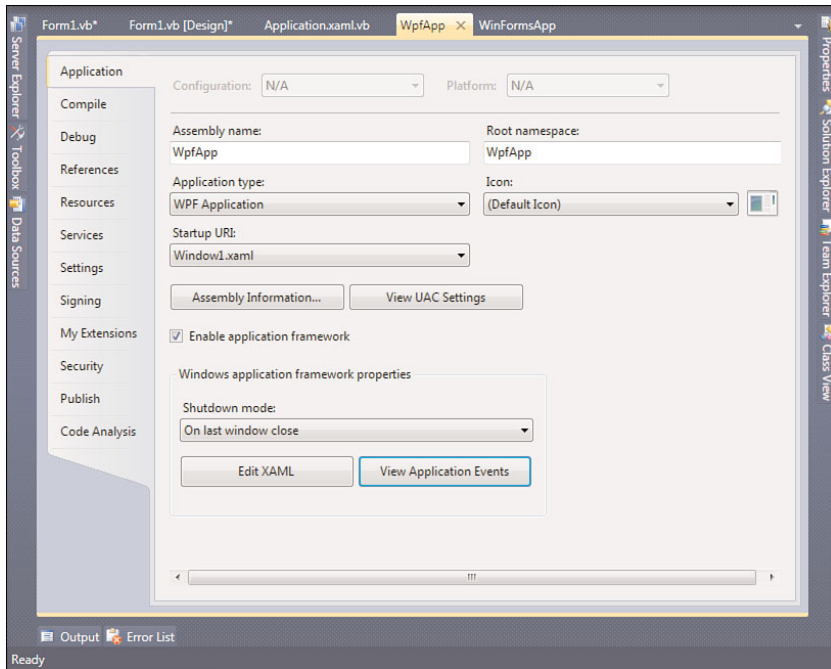 Form1.vb* Form1.vb [Design]* Application.xaml.vb WpfApp WinFormsApp
Server Explorer
Toolbox
Data Sources
Application
Compile
Debug
References
Resources
Services
Settings
Signing
My Extensions
Security
Publish
Code Analysis
Configuration: N/A Platform: N/A
Assembly name: Root namespace:
WpfApp WpfApp
Application type: Icon:
WPF Application (Default Icon)
Startup URI:
Window1.xaml
Assembly Information... View UAC Settings
Enable application framework
Windows application framework properties
Shutdown mode:
On last window close
Edit XAML View Application Events
Properties
Solution Explorer
Team Explorer
Class View
Output Error List
Ready